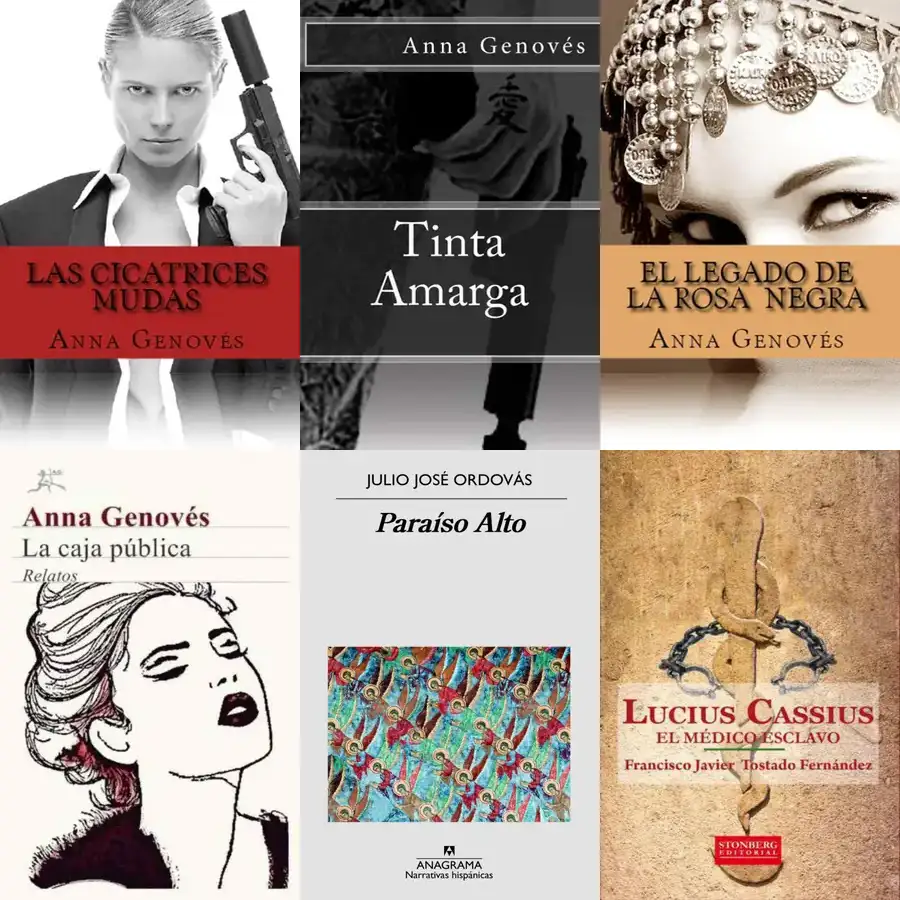 LAS CICATRICES
MUDAS
ANNA GENOVÉS
Anna Genovés
愛
Tinta
Amarga
EL LEGADO DE
LA ROSA NEGRA
ANNA GENOVÉS
Anna Genovés
La caja pública
Relatos
JULIO JOSÉ ORDOVÁS
Paraíso Alto
ANAGRAMA
Narrativas hispánicas
LUCIUS CASSIUS
EL MÉDICO ESCLAVO
Francisco Javier Tostado Fernández
STONBERG
EDITORIAL